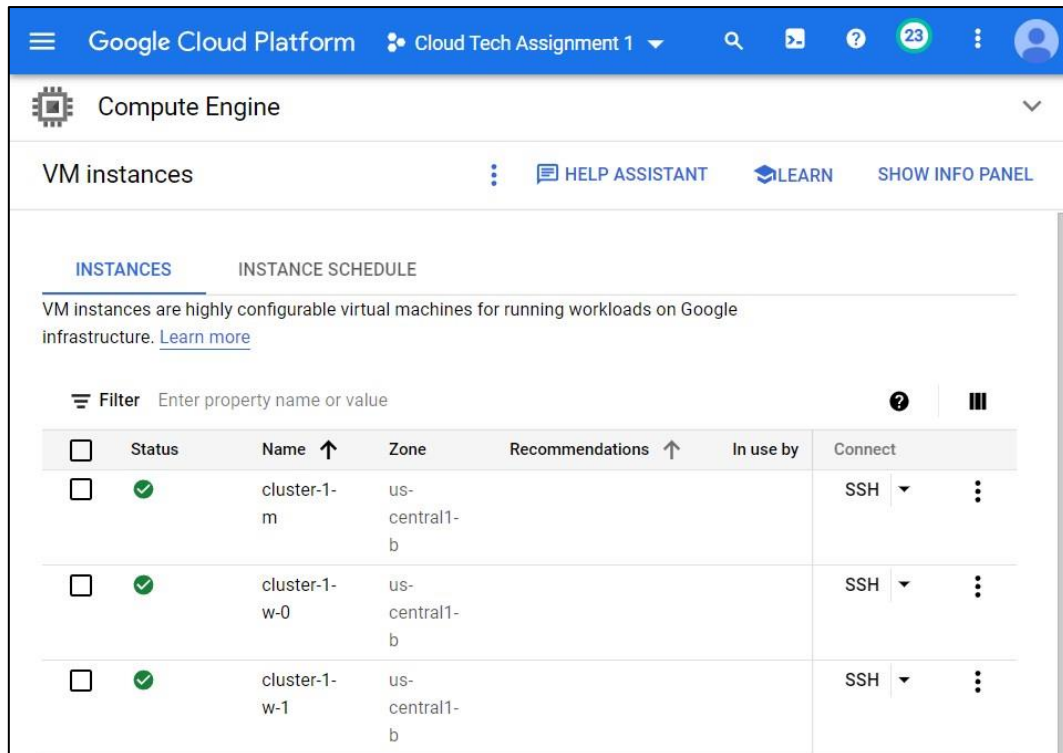 Google Cloud Platform Cloud Tech Assignment 1 23
Compute Engine
VM instances HELP ASSISTANT LEARN SHOW INFO PANEL
INSTANCES INSTANCE SCHEDULE
VM instances are highly configurable virtual machines for running workloads on Google
infrastructure. Learn more
Filter Enter property name or value
Status Name Zone Recommendations In use by Connect
cluster-1- us- SSH
m central1-
b
cluster-1- us- SSH
w-0 central1-
b
cluster-1- us- SSH
w-1 central1-
b